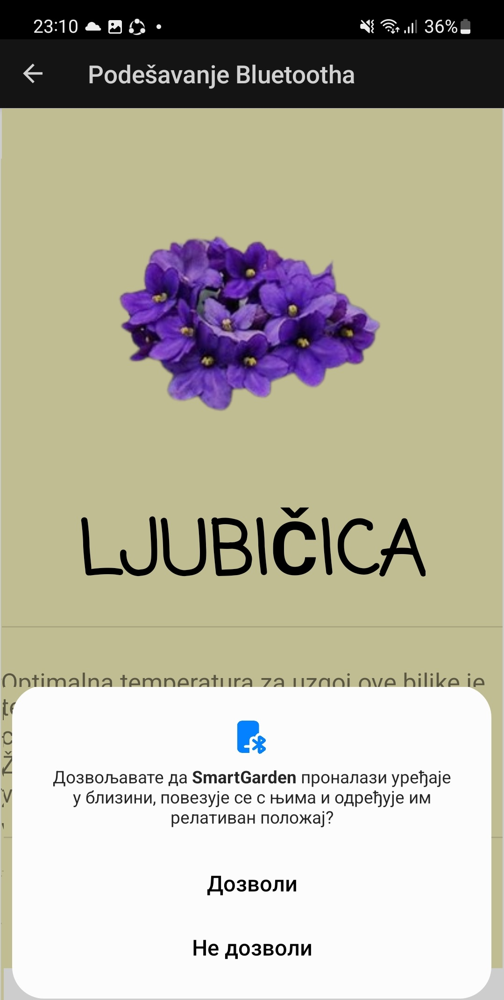 23:10
36%
Podešavanje Bluetootha
LJUBIČICA
Optimalna temperatura za uzgoj ove biljke je
Дозвољавате да SmartGarden проналази уређаје
у близини, повезује се с њима и одређује им
релативан положај?
Дозволи
Не дозволи